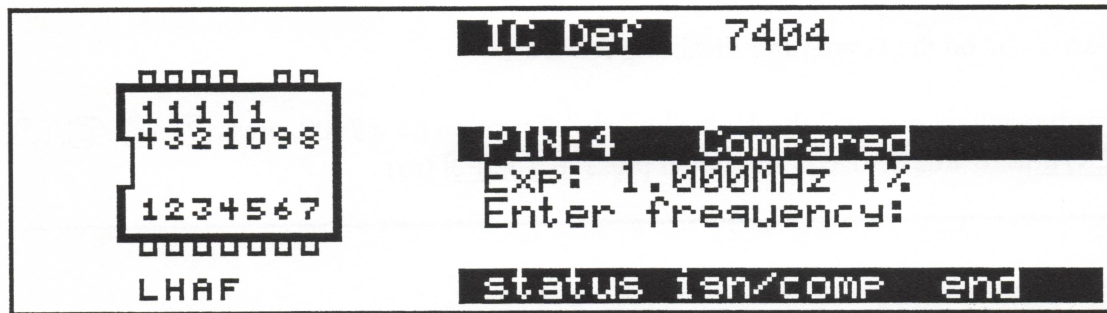 IC Def 7404
11111
4321098
1234567
LHAF
PIN:4 Compared
Exp: 1.000MHz 1%
Enter frequency:
status ign/comp end